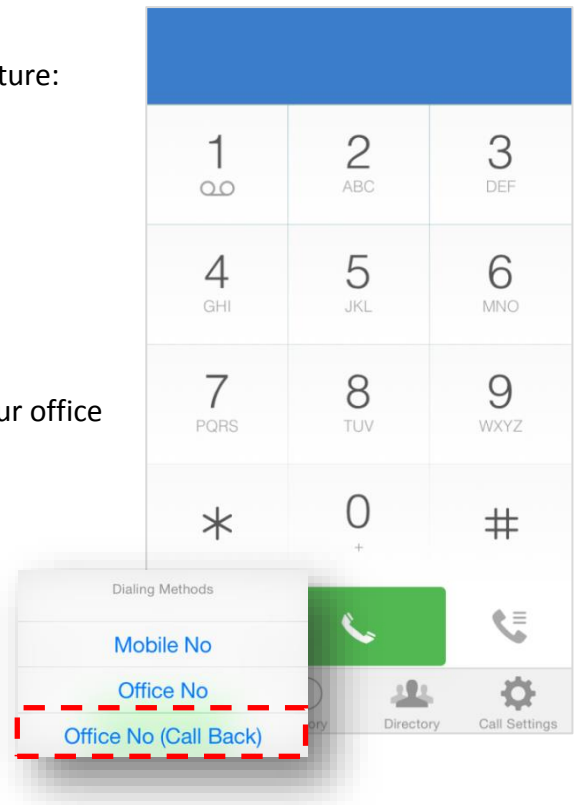 ture:
1 2 3
ABC DEF
4 5 6
GHI JKL MNO
ur office
7 8 9
PQRS TUV WXYZ
* 0 #
+
Dialing Methods
Mobile No
Office No
Office No (Call Back)
ory Directory Call Settings